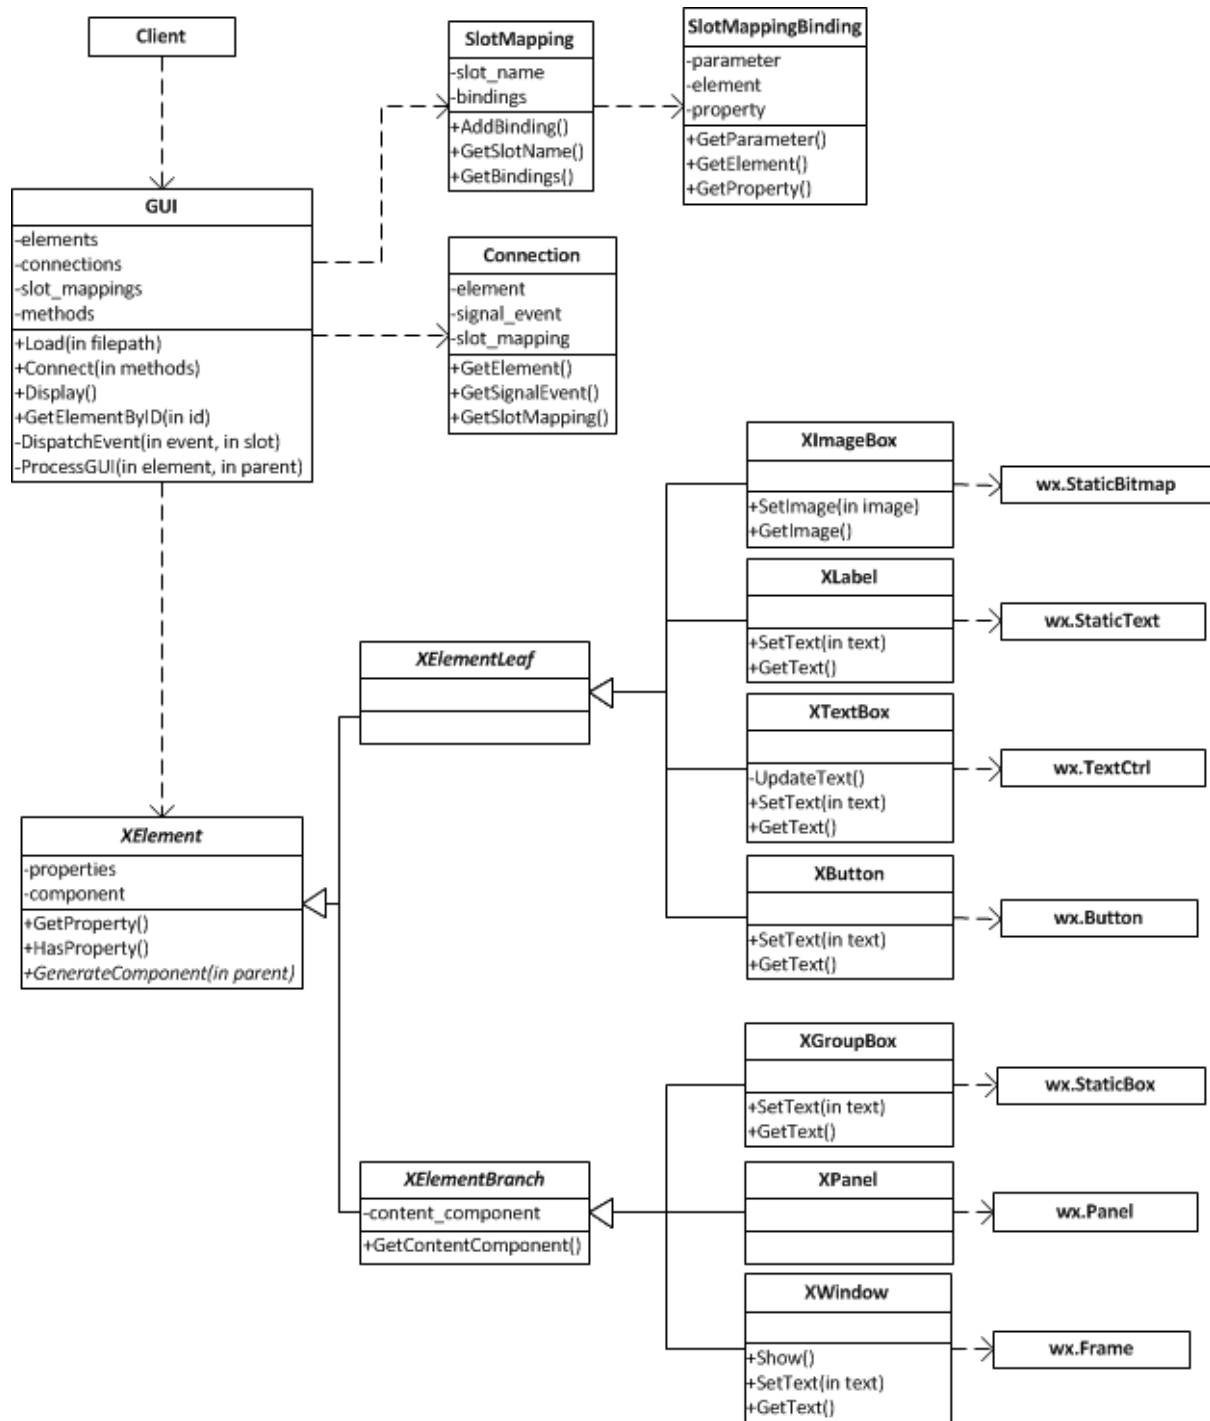 Client
SlotMapping
-slot_name
-bindings
+AddBinding()
+GetSlotName()
+GetBindings()
SlotMappingBinding
-parameter
-element
-property
+GetParameter()
+GetElement()
+GetProperty()
GUI
-elements
-connections
-slot_mappings
-methods
+Load(in filepath)
+Connect(in methods)
+Display()
+GetElementByID(in id)
-DispatchEvent(in event, in slot)
-ProcessGUI(in element, in parent)
Connection
-element
-signal_event
-slot_mapping
+GetElement()
+GetSignalEvent()
+GetSlotMapping()
XImageBox
+SetImage(in image)
+GetImage()
wx.StaticBitmap
XLabel
+SetText(in text)
+GetText()
wx.StaticText
XElementLeaf
XTextBox
-UpdateText()
+SetText(in text)
+GetText()
wx.TextCtrl
XElement
-properties
-component
+GetProperty()
+HasProperty()
+GenerateComponent(in parent)
XButton
+SetText(in text)
+GetText()
wx.Button
XGroupBox
+SetText(in text)
+GetText()
wx.StaticBox
XElementBranch
-content_component
+GetContentComponent()
XPanel
wx.Panel
XWindow
+Show()
+SetText(in text)
+GetText()
wx.Frame